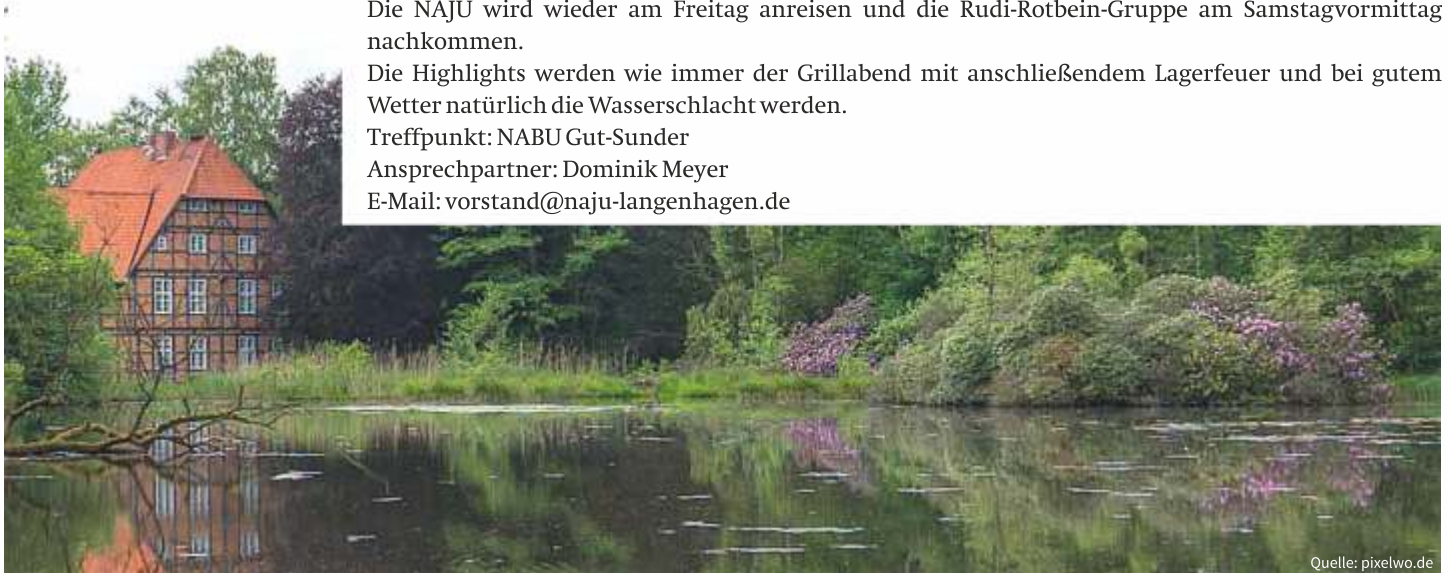 Die NAJU wird wieder am Freitag anreisen und die Rudi-Rotbein-Gruppe am Samstagvormittag
nachkommen.
Die Highlights werden wie immer der Grillabend mit anschließendem Lagerfeuer und bei gutem
Wetter natürlich die Wasserschlacht werden.
Treffpunkt: NABU Gut-Sunder
Ansprechpartner: Dominik Meyer
E-Mail: vorstand@naju-langenhagen.de
Quelle: pixelwo.de